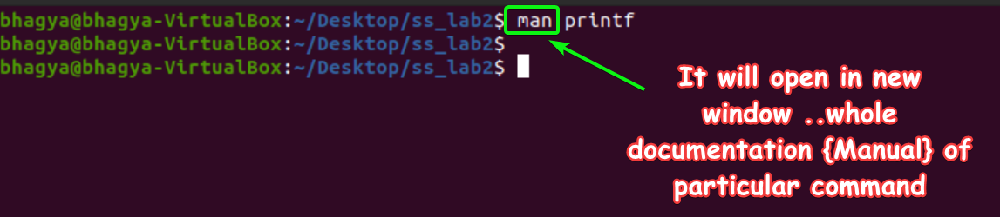 bhagya@bhagya-VirtualBox:~/Desktop/ss_lab2$ man printf
bhagya@bhagya-VirtualBox:~/Desktop/ss_lab2$
bhagya@bhagya-VirtualBox:~/Desktop/ss_lab2$
It will open in new
window ..whole
documentation {Manual} of
particular command